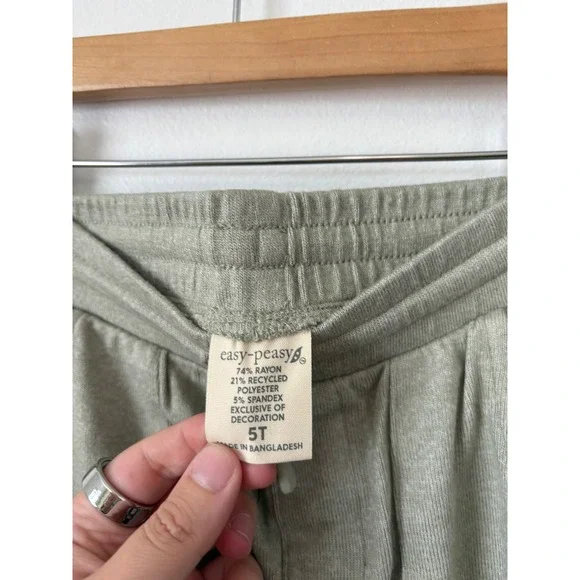 easy-peasy
74% RAYON
21% RECYCLED
POLYESTER
5% SPANDEX
EXCLUSIVE OF
DECORATION
5T
MADE IN BANGLADESH